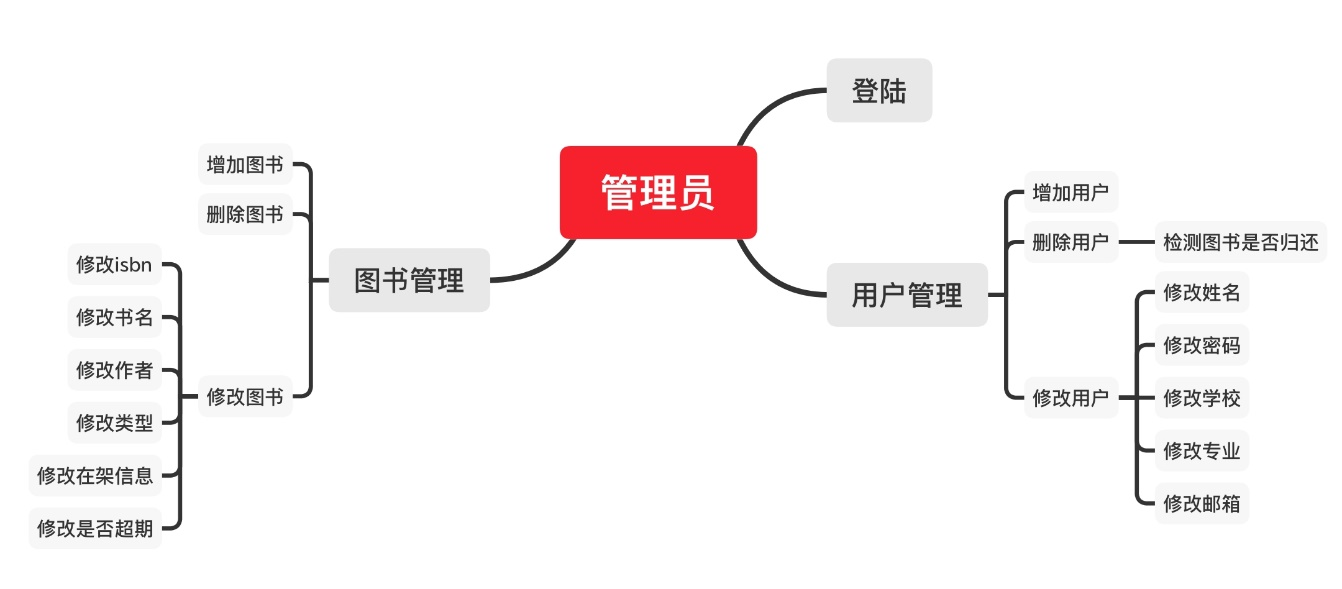 管理员
登陆
用户管理
增加用户
删除用户
检测图书是否归还
修改用户
修改姓名
修改密码
修改学校
修改专业
修改邮箱
图书管理
增加图书
删除图书
修改图书
修改isbn
修改书名
修改作者
修改类型
修改在架信息
修改是否超期